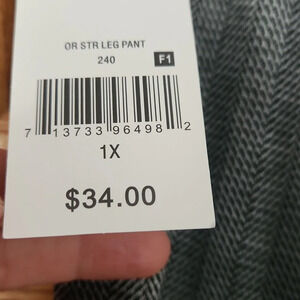 OR STR LEG PANT
240 F1
7 13733 96498 2
1X
$34.00